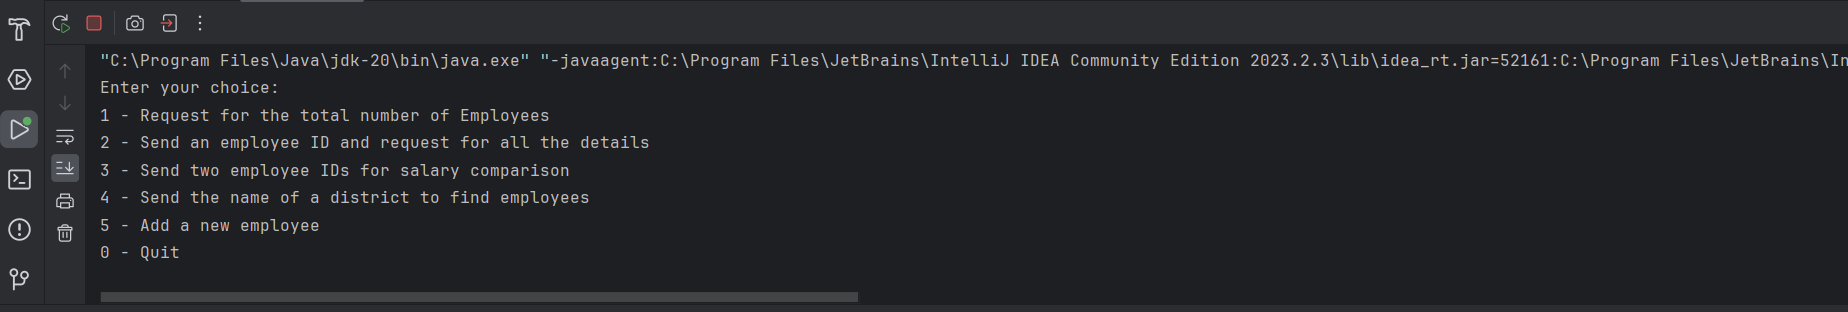 "C:\Program Files\Java\jdk-20\bin\java.exe" "-javaagent:C:\Program Files\JetBrains\IntelliJ IDEA Community Edition 2023.2.3\lib\idea_rt.jar=52161:C:\Program Files\JetBrains\In
Enter your choice:
1 - Request for the total number of Employees
2 - Send an employee ID and request for all the details
3 - Send two employee IDs for salary comparison
4 - Send the name of a district to find employees
5 - Add a new employee
0 - Quit